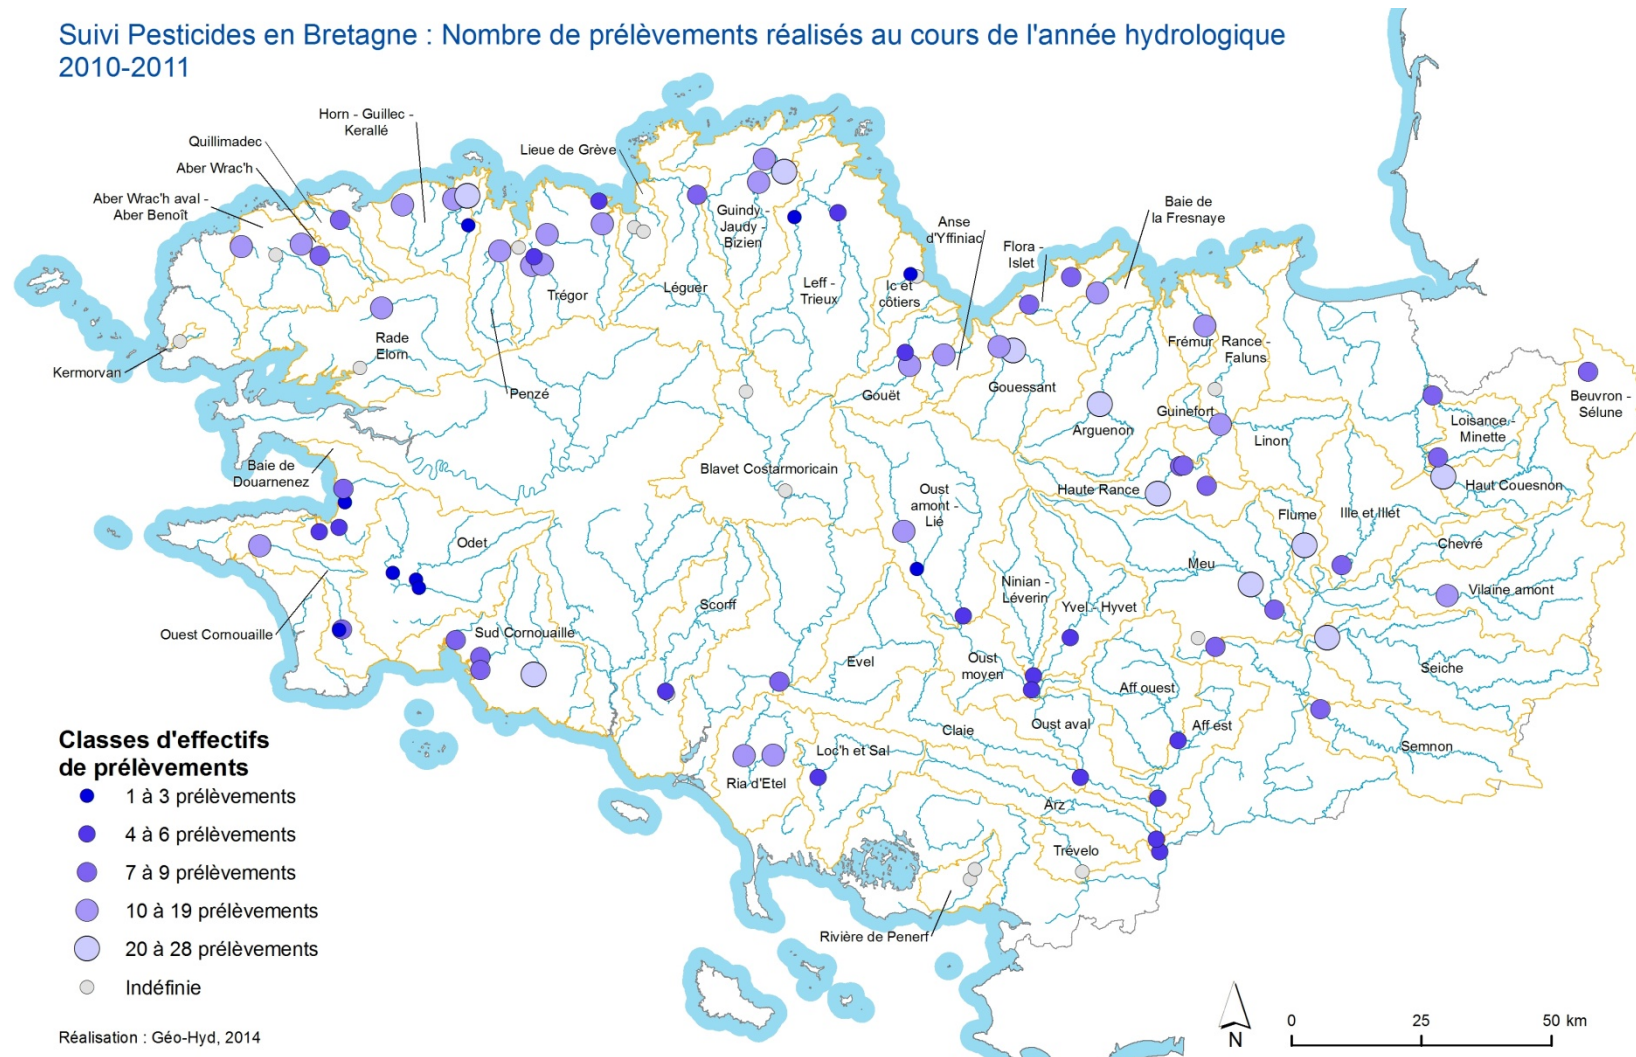 Suivi Pesticides en Bretagne : Nombre de prélèvements réalisés au cours de l'année hydrologique
2010-2011
Horn - Guillec -
Kerallé
Quillimadec
Lieue de Grève
Aber Wrac'h
Aber Wrac'h aval -
Aber Benoît
Guindy -
Jaudy -
Bizien
Anse
d'Yffiniac
Baie de
la Fresnaye
Flora -
Islet
Trégor
Léguer
Leff -
Trieux
Ic et
côtiers
Rade
Elorn
Kermorvan
Penzé
Gouët
Gouessant
Frémur
Rance -
Faluns
Arguenon
Guinefort
Linon
Loisance -
Minette
Beuvron -
Sélune
Baie de
Douarnenez
Blavet Costarmoricain
Oust
amont -
Lié
Haute Rance
Haut Couesnon
Flume
Ille et Illet
Odet
Chevré
Meu
Vilaine amont
Ninian -
Léverin
Yvel - Hyvet
Scorff
Ouest Cornouaille
Sud Cornouaille
Evel
Oust
moyen
Seiche
Aff ouest
Oust aval
Aff est
Claie
Semnon
Loc'h et Sal
Ria d'Etel
Arz
Trévelo
Rivière de Penerf
Classes d'effectifs
de prélèvements
1 à 3 prélèvements
4 à 6 prélèvements
7 à 9 prélèvements
10 à 19 prélèvements
20 à 28 prélèvements
Indéfinie
Réalisation : Géo-Hyd, 2014
N
0 25 50 km